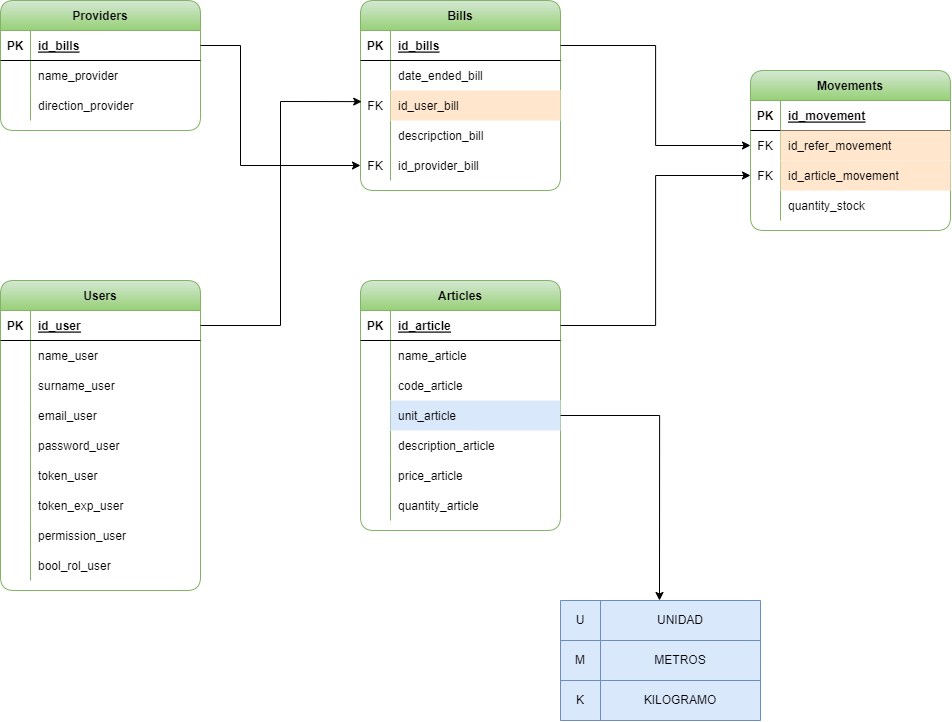 Providers
PK id_bills
name_provider
direction_provider
Bills
PK id_bills
date_ended_bill
FK id_user_bill
descripction_bill
FK id_provider_bill
Movements
PK id_movement
FK id_refer_movement
FK id_article_movement
quantity_stock
Users
PK id_user
name_user
surname_user
email_user
password_user
token_user
token_exp_user
permission_user
bool_rol_user
Articles
PK id_article
name_article
code_article
unit_article
description_article
price_article
quantity_article
U UNIDAD
M METROS
K KILOGRAMO